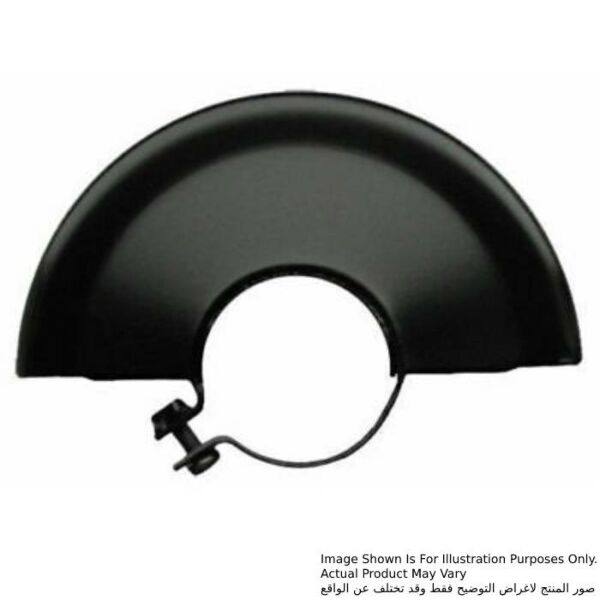 Image Shown Is For Illustration Purposes Only.
Actual Product May Vary
صور المنتج لاغراض التوضيح فقط وقد تختلف عن الواقع